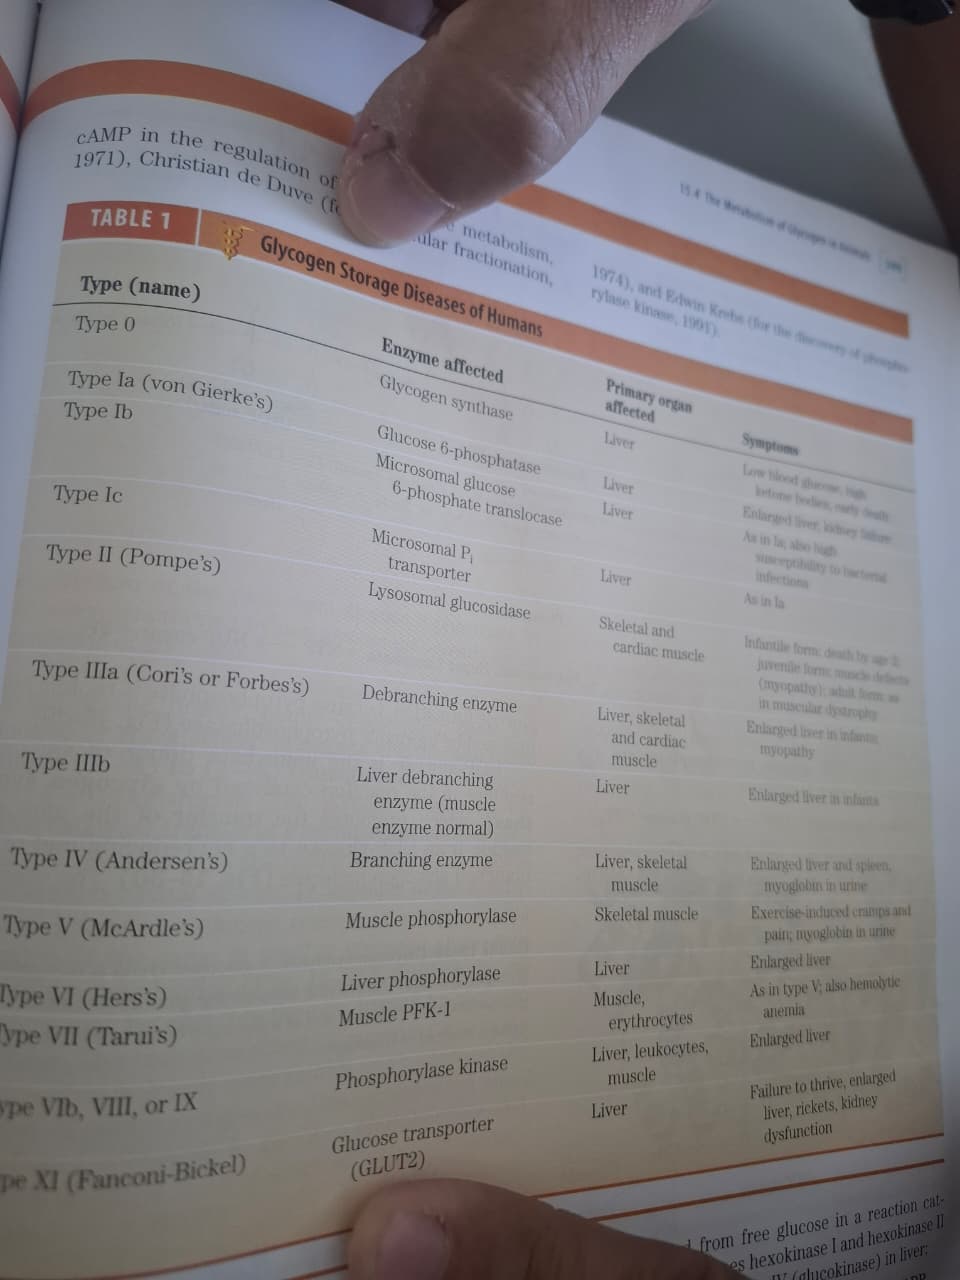 15.4 The Metabolism of Glycogen in Animals
cAMP in the regulation of
1971), Christian de Duve (f
metabolism,
ular fractionation,
1974), and Edwin Krebs (for the discovery of phospho-
rylase kinase, 1991).
TABLE 1 Glycogen Storage Diseases of Humans
Type (name) Enzyme affected Primary organ
affected Symptoms
Type 0 Glycogen synthase Liver Low blood glucose, high
ketone bodies, early death
Type Ia (von Gierke's) Glucose 6-phosphatase Liver Enlarged liver, kidney failure
Type Ib Microsomal glucose
6-phosphate translocase Liver As in Ia; also high
susceptibility to bacterial
infections
Type Ic Microsomal Pi
transporter Liver As in Ia
Type II (Pompe's) Lysosomal glucosidase Skeletal and
cardiac muscle Infantile form: death by age 2;
juvenile form: muscle defects
(myopathy); adult form: as
in muscular dystrophy
Type IIIa (Cori's or Forbes's) Debranching enzyme Liver, skeletal
and cardiac
muscle Enlarged liver in infants;
myopathy
Type IIIb Liver debranching
enzyme (muscle
enzyme normal) Liver Enlarged liver in infants
Type IV (Andersen's) Branching enzyme Liver, skeletal
muscle Enlarged liver and spleen,
myoglobin in urine
Type V (McArdle's) Muscle phosphorylase Skeletal muscle Exercise-induced cramps and
pain; myoglobin in urine
Type VI (Hers's) Liver phosphorylase Liver Enlarged liver
ype VII (Tarui's) Muscle PFK-1 Muscle,
erythrocytes As in type V; also hemolytic
anemia
ype VIb, VIII, or IX Phosphorylase kinase Liver, leukocytes,
muscle Enlarged liver
pe XI (Fanconi-Bickel) Glucose transporter
(GLUT2) Liver Failure to thrive, enlarged
liver, rickets, kidney
dysfunction
from free glucose in a reaction cat-
es hexokinase I and hexokinase II
(glucokinase) in liver: